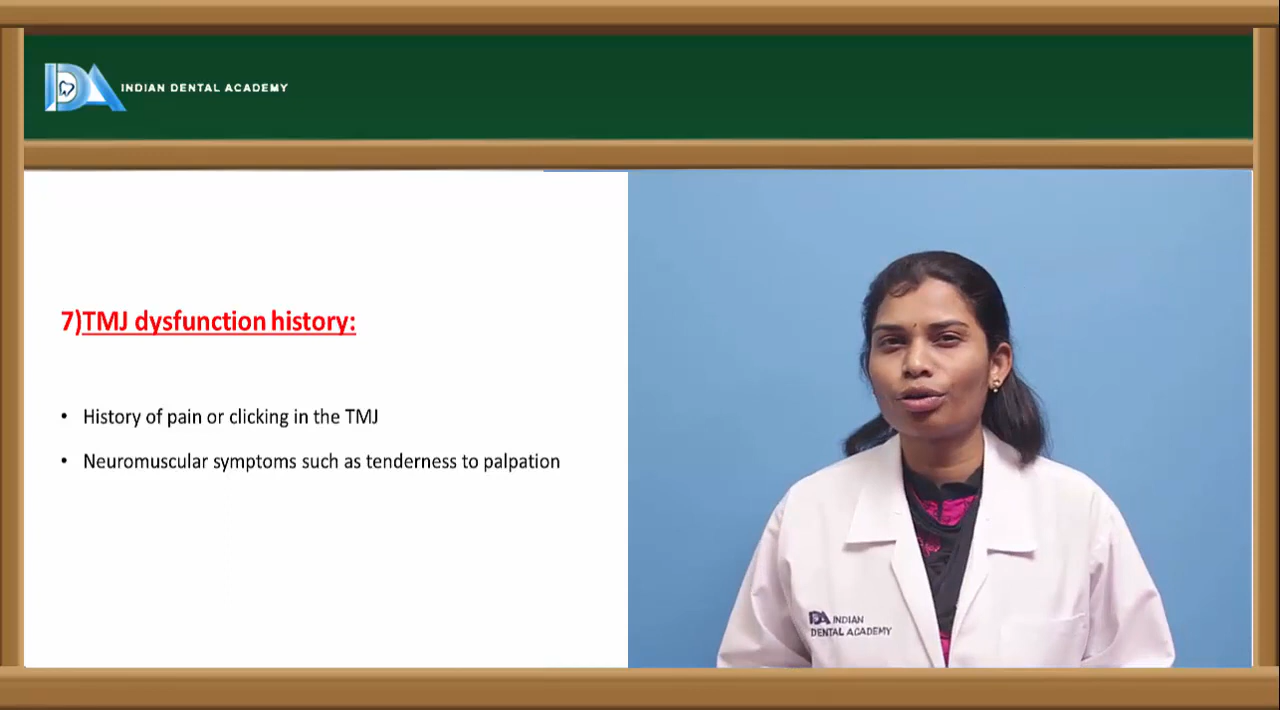 IDA INDIAN DENTAL ACADEMY
7)TMJ dysfunction history:
• History of pain or clicking in the TMJ
• Neuromuscular symptoms such as tenderness to palpation
IDA INDIAN
DENTAL ACADEMY